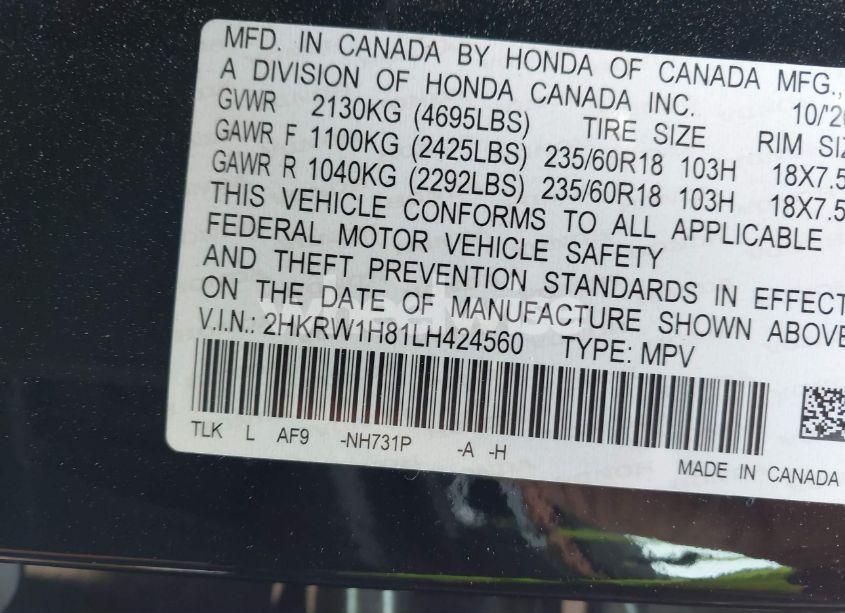 MFD. IN CANADA BY HONDA OF CANADA MFG.,
A DIVISION OF HONDA CANADA INC. 10/'20
GVWR 2130KG (4695LBS) TIRE SIZE RIM SIZ
GAWR F 1100KG (2425LBS) 235/60R18 103H 18X7.5
GAWR R 1040KG (2292LBS) 235/60R18 103H 18X7.5
THIS VEHICLE CONFORMS TO ALL APPLICABLE
FEDERAL MOTOR VEHICLE SAFETY
AND THEFT PREVENTION STANDARDS IN EFFECT
ON THE DATE OF MANUFACTURE SHOWN ABOVE
V.I.N.: 2HKRW1H81LH424560 TYPE: MPV
TLK L AF9 -NH731P -A -H
MADE IN CANADA